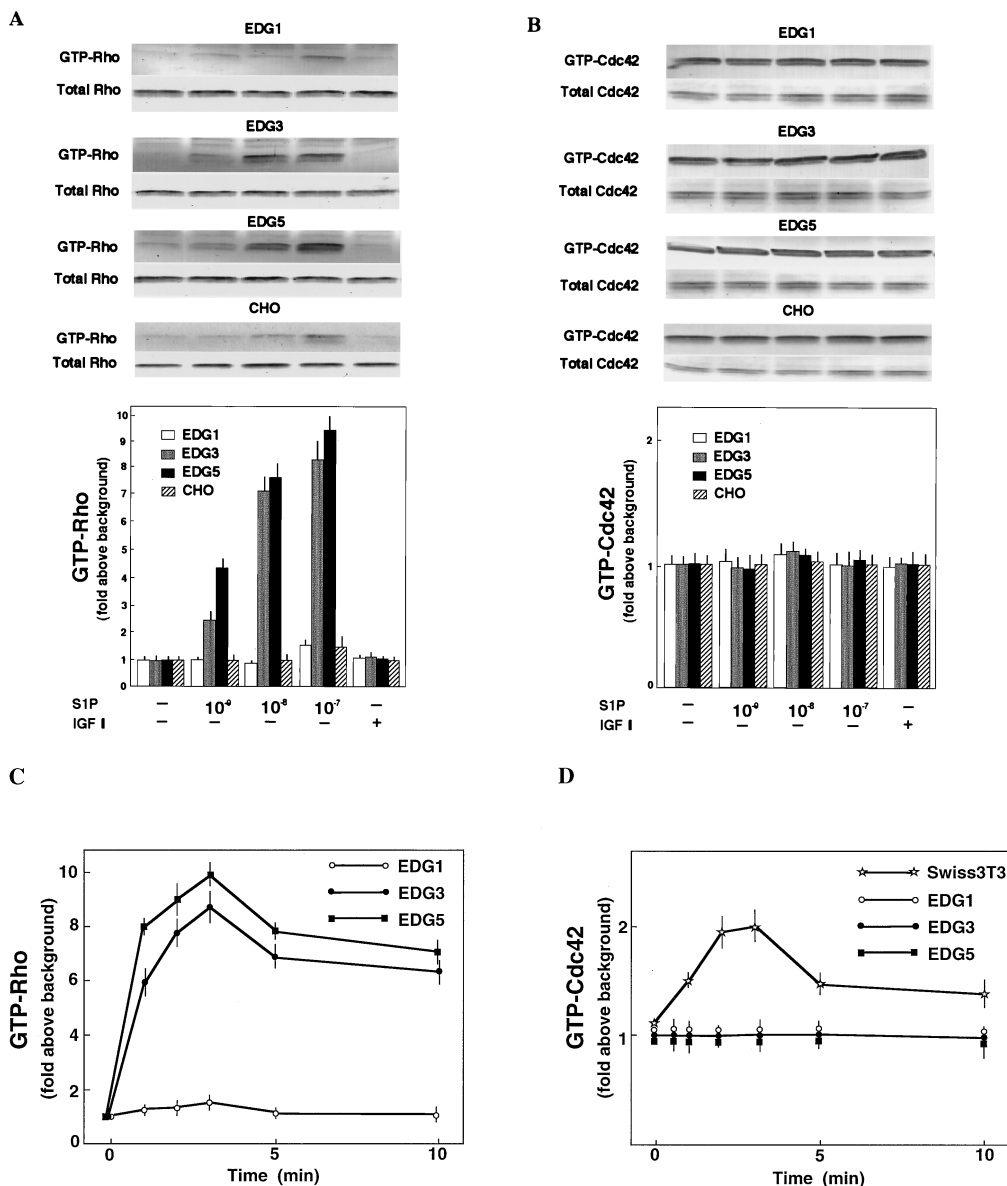 A
EDG1
GTP-Rho
Total Rho
EDG3
GTP-Rho
Total Rho
EDG5
GTP-Rho
Total Rho
CHO
GTP-Rho
Total Rho
GTP-Rho
(fold above background)
10
9
8
7
6
5
4
3
2
1
0
EDG1
EDG3
EDG5
CHO
S1P – 10⁻⁹ 10⁻⁸ 10⁻⁷ –
IGF I – – – – +
B
EDG1
GTP-Cdc42
Total Cdc42
EDG3
GTP-Cdc42
Total Cdc42
EDG5
GTP-Cdc42
Total Cdc42
CHO
GTP-Cdc42
Total Cdc42
GTP-Cdc42
(fold above background)
2
1
0
EDG1
EDG3
EDG5
CHO
S1P – 10⁻⁹ 10⁻⁸ 10⁻⁷ –
IGF I – – – – +
C
GTP-Rho
(fold above background)
10
8
6
4
2
0
EDG1
EDG3
EDG5
0 5 10
Time (min)
D
GTP-Cdc42
(fold above background)
2
1
Swiss3T3
EDG1
EDG3
EDG5
0 5 10
Time (min)